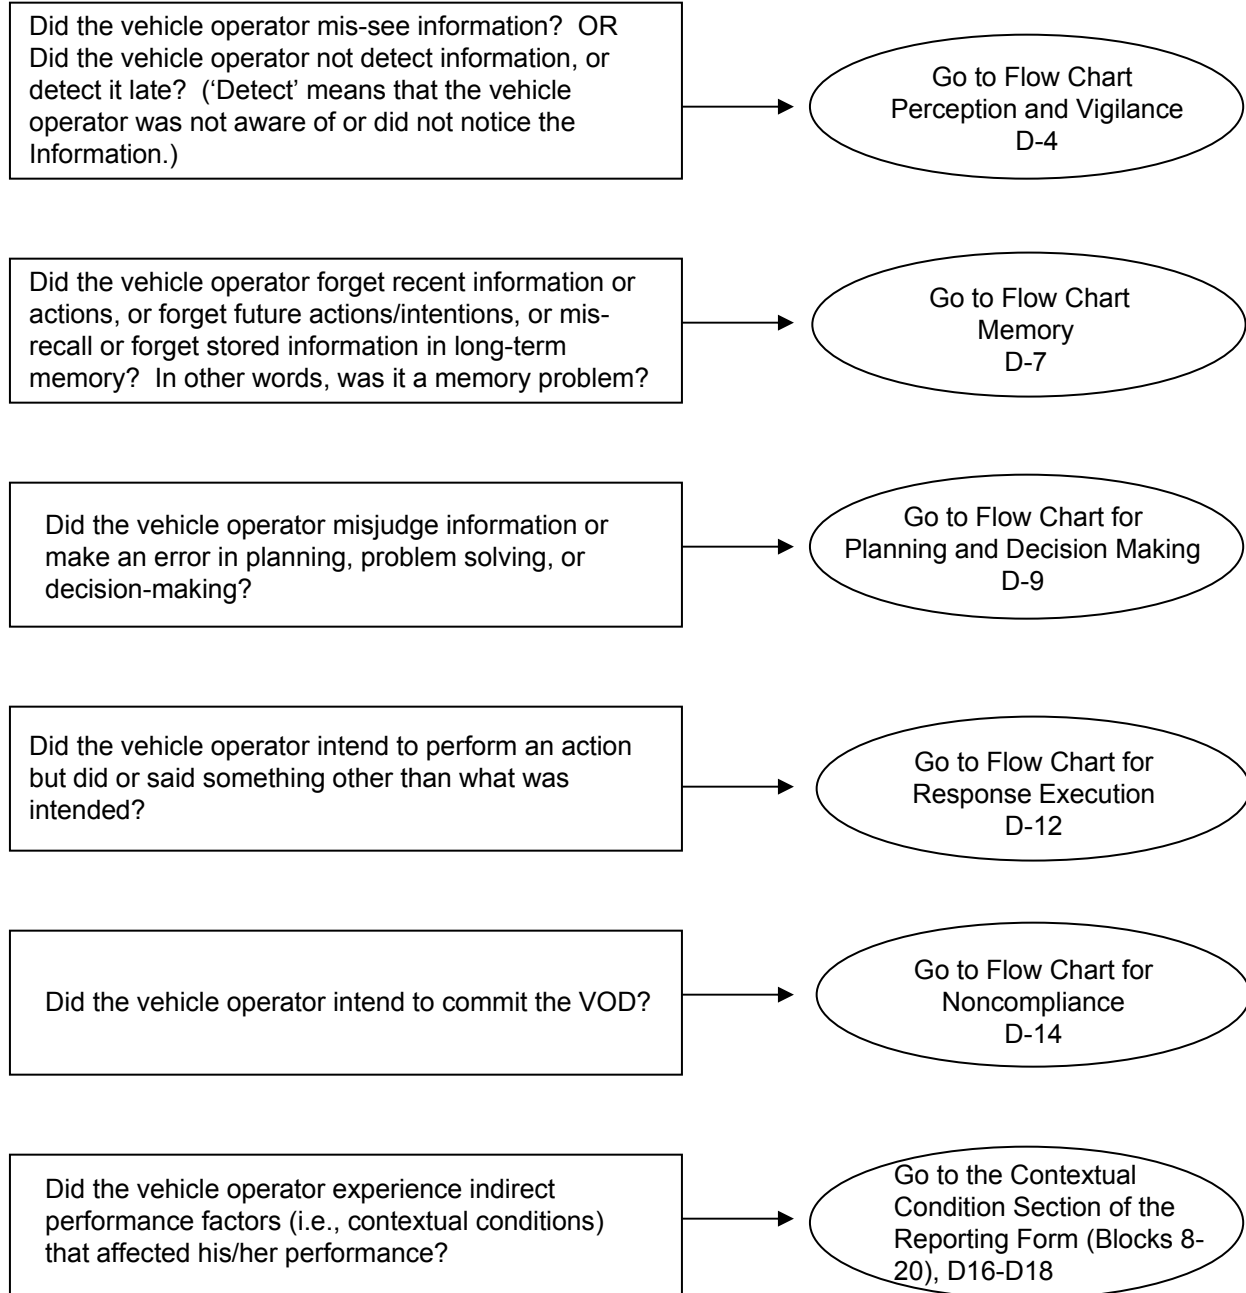 Did the vehicle operator mis-see information?  OR
Did the vehicle operator not detect information, or
detect it late?  (‘Detect’ means that the vehicle
operator was not aware of or did not notice the
Information.)
Go to Flow Chart
Perception and Vigilance
D-4
Did the vehicle operator forget recent information or
actions, or forget future actions/intentions, or mis-
recall or forget stored information in long-term
memory?  In other words, was it a memory problem?
Go to Flow Chart
Memory
D-7
Did the vehicle operator misjudge information or
make an error in planning, problem solving, or
decision-making?
Go to Flow Chart for
Planning and Decision Making
D-9
Did the vehicle operator intend to perform an action
but did or said something other than what was
intended?
Go to Flow Chart for
Response Execution
D-12
Did the vehicle operator intend to commit the VOD?
Go to Flow Chart for
Noncompliance
D-14
Did the vehicle operator experience indirect
performance factors (i.e., contextual conditions)
that affected his/her performance?
Go to the Contextual
Condition Section of the
Reporting Form (Blocks 8-
20), D16-D18